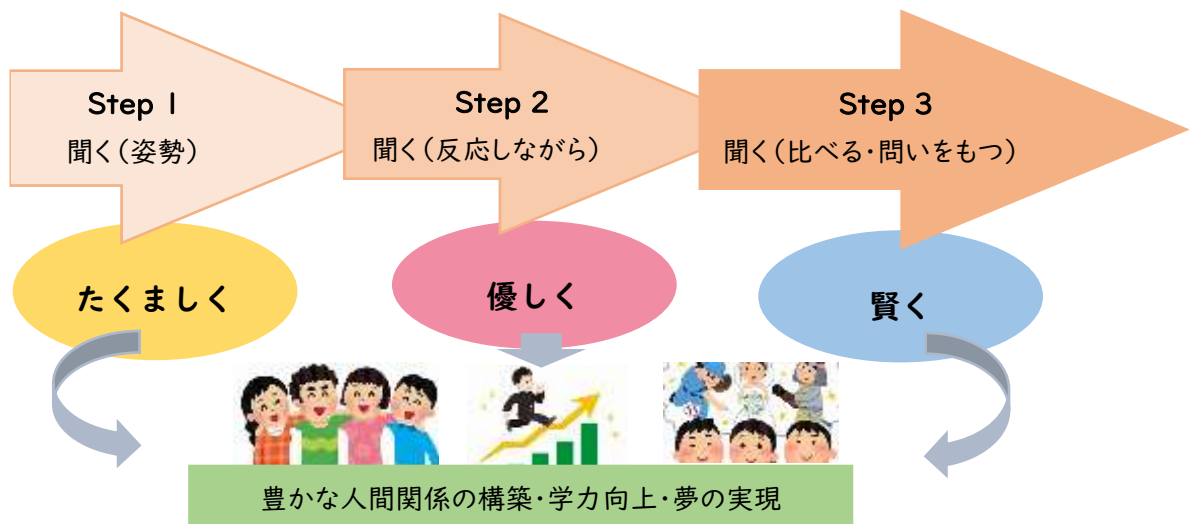 Step 1
聞く(姿勢)
Step 2
聞く(反応しながら)
Step 3
聞く(比べる・問いをもつ)
たくましく
優しく
賢く
豊かな人間関係の構築・学力向上・夢の実現